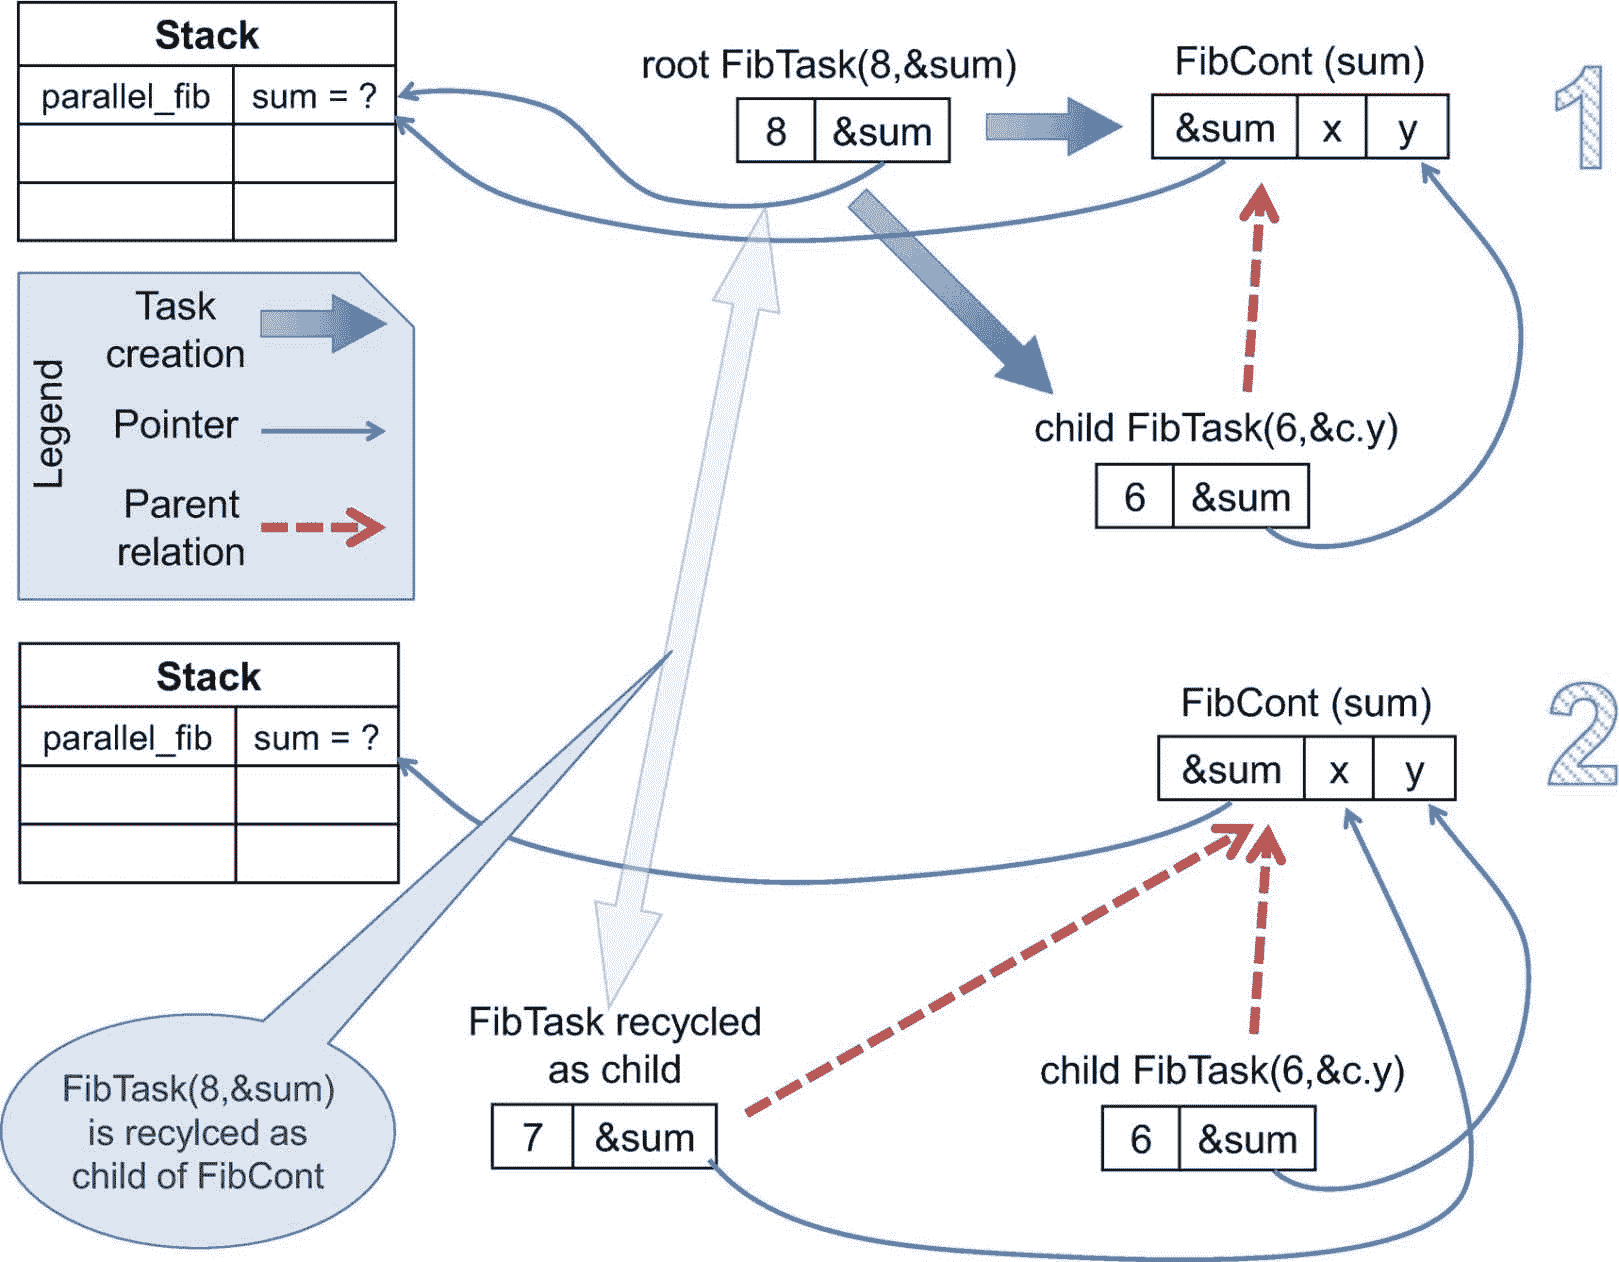 Stack
parallel_fib sum = ?
root FibTask(8,&sum)
8 &sum
FibCont (sum)
&sum x y
1
Legend
Task
creation
Pointer
Parent
relation
child FibTask(6,&c.y)
6 &sum
Stack
parallel_fib sum = ?
FibCont (sum)
&sum x y
2
FibTask recycled
as child
7 &sum
child FibTask(6,&c.y)
6 &sum
FibTask(8,&sum)
is recylced as
child of FibCont